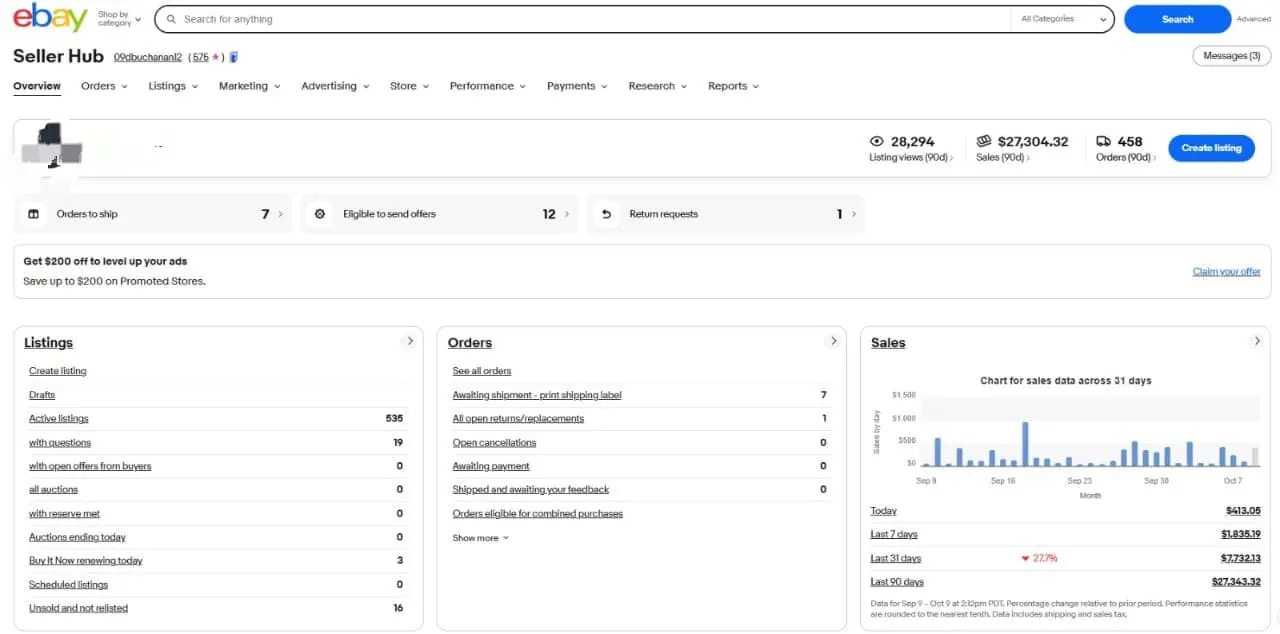 ebay Shop by category Search for anything All Categories Search Advanced
Seller Hub 09dbuchanan12 (576 ★) Messages (3)
Overview Orders Listings Marketing Advertising Store Performance Payments Research Reports
28,294 $27,304.32 458 Create listing
Listing views (90d) Sales (90d) Orders (90d)
Orders to ship 7 Eligible to send offers 12 Return requests 1
Get $200 off to level up your ads
Save up to $200 on Promoted Stores.
Claim your offer
Listings
Create listing
Drafts
Active listings 535
with questions 19
with open offers from buyers 0
all auctions 0
with reserve met 0
Auctions ending today 0
Buy It Now renewing today 3
Scheduled listings 0
Unsold and not relisted 16
Orders
See all orders
Awaiting shipment - print shipping label 7
All open returns/replacements 1
Open cancellations 0
Awaiting payment 0
Shipped and awaiting your feedback 0
Orders eligible for combined purchases
Show more
Sales
Chart for sales data across 31 days
Sales by day
$1,500
$1,000
$500
$0
Sep 9 Sep 16 Sep 23 Sep 30 Oct 7
Month
Today $413.05
Last 7 days $1,835.19
Last 31 days 27.7% $7,732.13
Last 90 days $27,343.32
Data for Sep 9 - Oct 9 at 2:12pm PDT. Percentage change relative to prior period. Performance statistics
are rounded to the nearest tenth. Data includes shipping and sales tax.